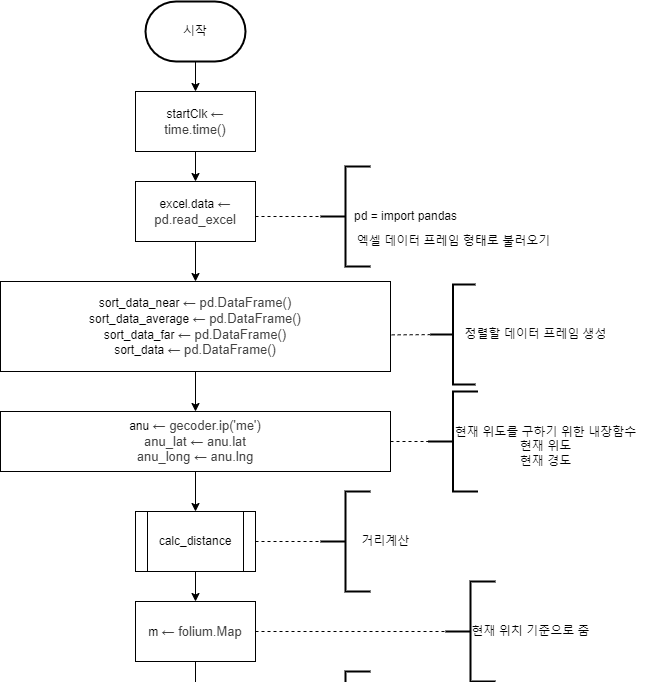 시작
startClk ←
time.time()
excel.data ←
pd.read_excel
pd = import pandas
엑셀 데이터 프레임 형태로 불러오기
sort_data_near ← pd.DataFrame()
sort_data_average ← pd.DataFrame()
sort_data_far ← pd.DataFrame()
sort_data ← pd.DataFrame()
정렬할 데이터 프레임 생성
anu ← gecoder.ip('me')
anu_lat ← anu.lat
anu_long ← anu.lng
현재 위도를 구하기 위한 내장함수
현재 위도
현재 경도
calc_distance
거리계산
m ← folium.Map
현재 위치 기준으로 줌